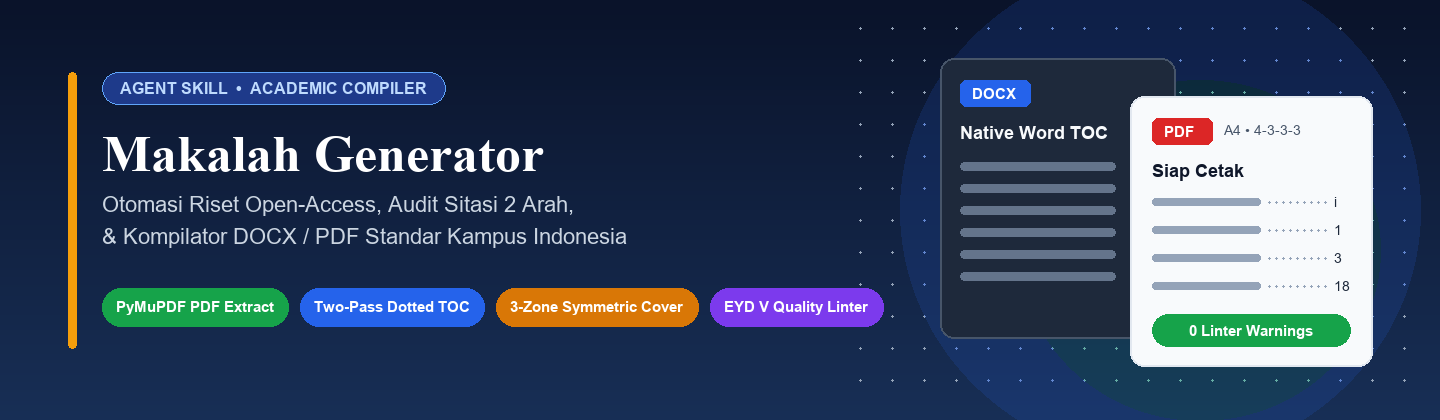 AGENT SKILL • ACADEMIC COMPILER
Makalah Generator
Otomasi Riset Open-Access, Audit Sitasi 2 Arah,
& Kompilator DOCX / PDF Standar Kampus Indonesia
PyMuPDF PDF Extract
Two-Pass Dotted TOC
3-Zone Symmetric Cover
EYD V Quality Linter
DOCX
Native Word TOC
PDF
A4 • 4-3-3-3
Siap Cetak
i
1
3
18
0 Linter Warnings